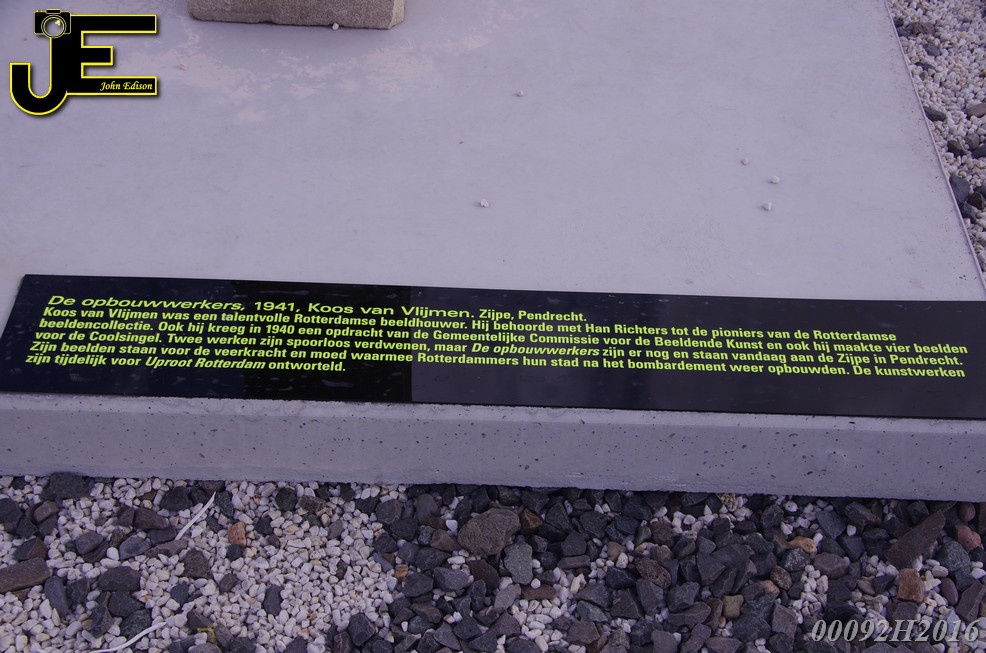 JE
John Edison
De opbouwwerkers, 1941, Koos van Vlijmen. Zijpe, Pendrecht.
Koos van Vlijmen was een talentvolle Rotterdamse beeldhouwer. Hij behoorde met Han Richters tot de pioniers van de Rotterdamse
beeldencollectie. Ook hij kreeg in 1940 een opdracht van de Gemeentelijke Commissie voor de Beeldende Kunst en ook hij maakte vier beelden
voor de Coolsingel. Twee werken zijn spoorloos verdwenen, maar De opbouwwerkers zijn er nog en staan vandaag aan de Zijpe in Pendrecht.
Zijn beelden staan voor de veerkracht en moed waarmee Rotterdammers hun stad na het bombardement weer opbouwden. De kunstwerken
zijn tijdelijk voor Uproot Rotterdam ontworteld.
00092H2016